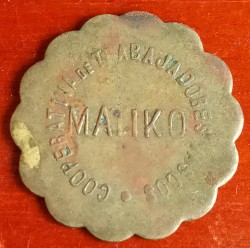 COOPERATIVA DE TRABAJADORES
MALIKO